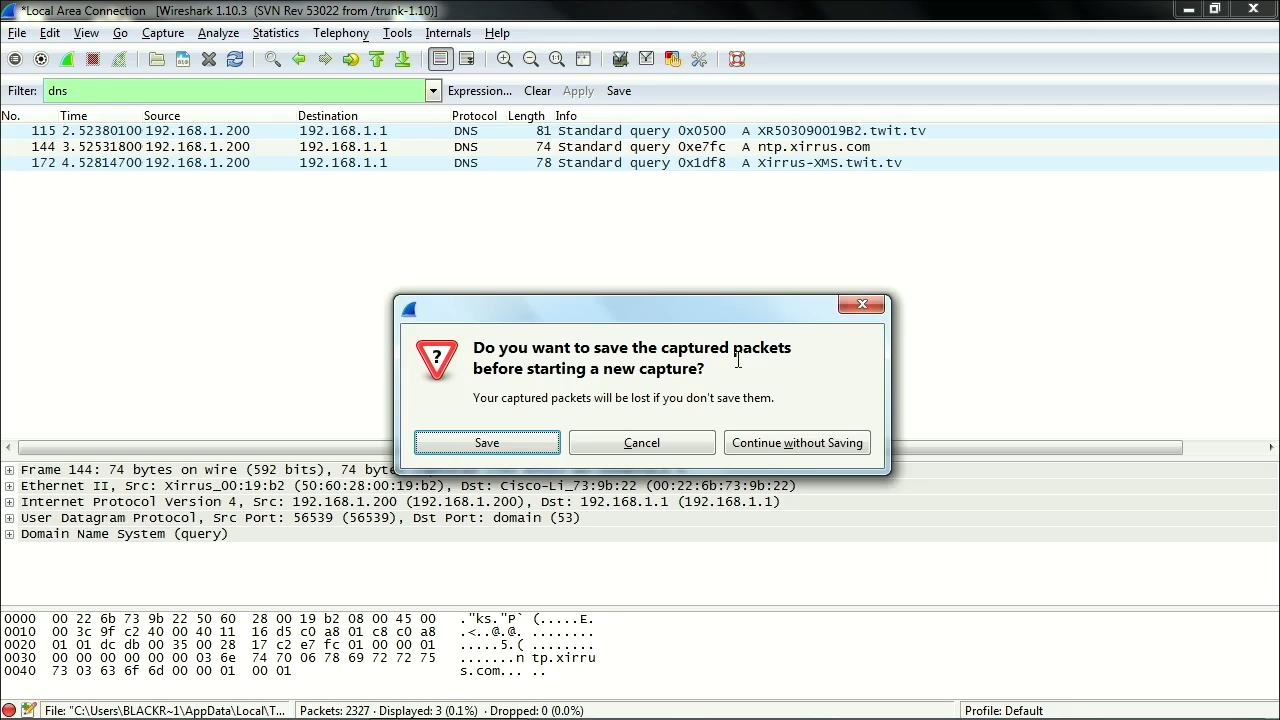 *Local Area Connection [Wireshark 1.10.3 (SVN Rev 53022 from /trunk-1.10)]
File Edit View Go Capture Analyze Statistics Telephony Tools Internals Help
Filter: dns Expression... Clear Apply Save
No. Time Source Destination Protocol Length Info
115 2.52380100 192.168.1.200 192.168.1.1 DNS 81 Standard query 0x0500 A XR503090019B2.twit.tv
144 3.52531800 192.168.1.200 192.168.1.1 DNS 74 Standard query 0xe7fc A ntp.xirrus.com
172 4.52814700 192.168.1.200 192.168.1.1 DNS 78 Standard query 0x1df8 A Xirrus-XMS.twit.tv
Do you want to save the captured packets
before starting a new capture?
Your captured packets will be lost if you don't save them.
Save Cancel Continue without Saving
Frame 144: 74 bytes on wire (592 bits), 74 byte
Ethernet II, Src: Xirrus_00:19:b2 (50:60:28:00:19:b2), Dst: Cisco-Li_73:9b:22 (00:22:6b:73:9b:22)
Internet Protocol Version 4, Src: 192.168.1.200 (192.168.1.200), Dst: 192.168.1.1 (192.168.1.1)
User Datagram Protocol, Src Port: 56539 (56539), Dst Port: domain (53)
Domain Name System (query)
0000 00 22 6b 73 9b 22 50 60 28 00 19 b2 08 00 45 00 ."ks."P` (.....E.
0010 00 3c 9f c2 40 00 40 11 16 d5 c0 a8 01 c8 c0 a8 .<..@.@. ........
0020 01 01 dc db 00 35 00 28 17 c2 e7 fc 01 00 00 01 .....5.( ........
0030 00 00 00 00 00 00 03 6e 74 70 06 78 69 72 72 75 .......n tp.xirru
0040 73 03 63 6f 6d 00 00 01 00 01 s.com... ..
File: "C:\Users\BLACKR~1\AppData\Local\T... Packets: 2327 · Displayed: 3 (0.1%) · Dropped: 0 (0.0%) Profile: Default